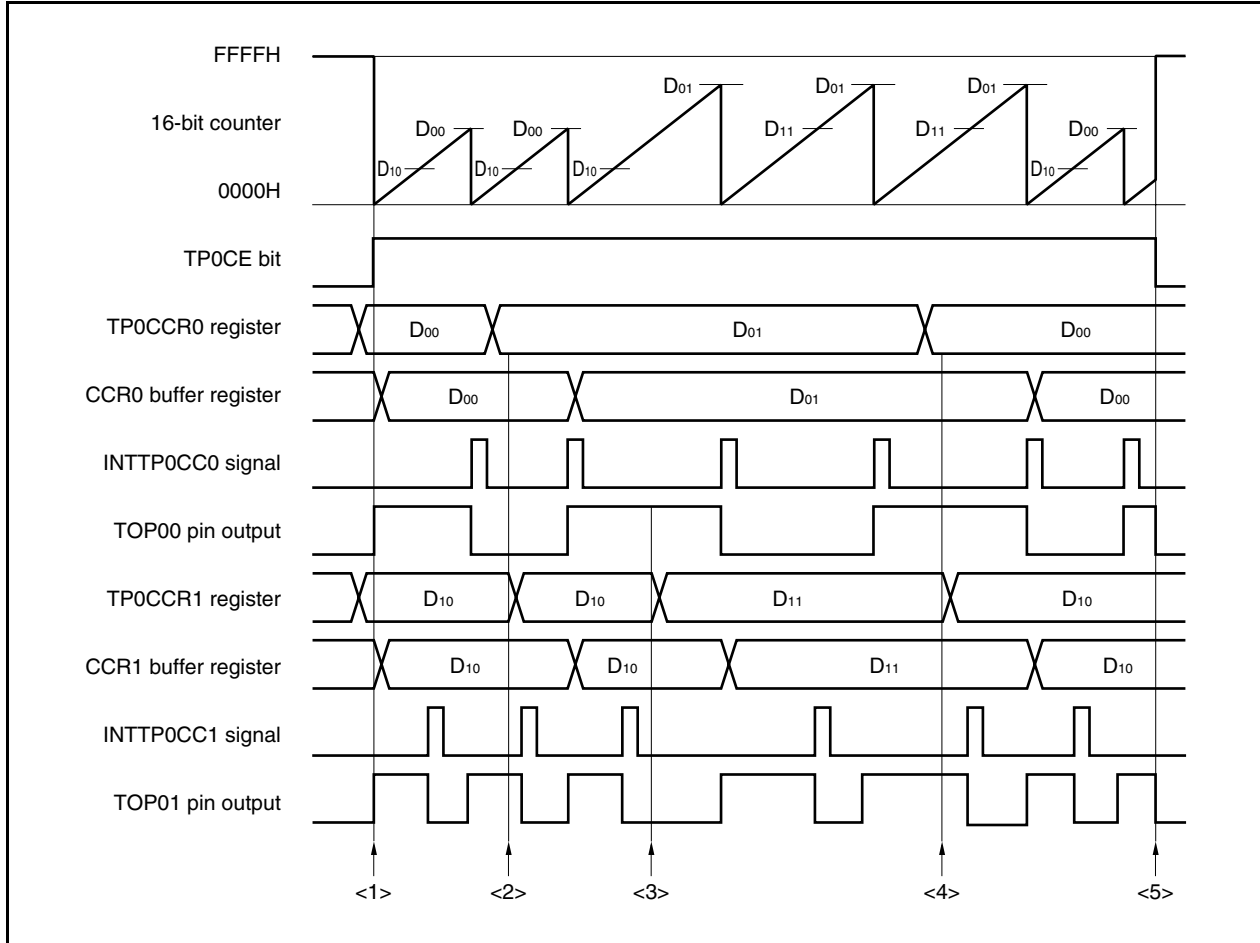 FFFFH
D01 D01 D01
16-bit counter
D00 D00 D11 D11 D00
D10 D10 D10 D10
0000H
TP0CE bit
TP0CCR0 register D00 D01 D00
CCR0 buffer register D00 D01 D00
INTTP0CC0 signal
TOP00 pin output
TP0CCR1 register D10 D10 D11 D10
CCR1 buffer register D10 D10 D11 D10
INTTP0CC1 signal
TOP01 pin output
<1> <2> <3> <4> <5>